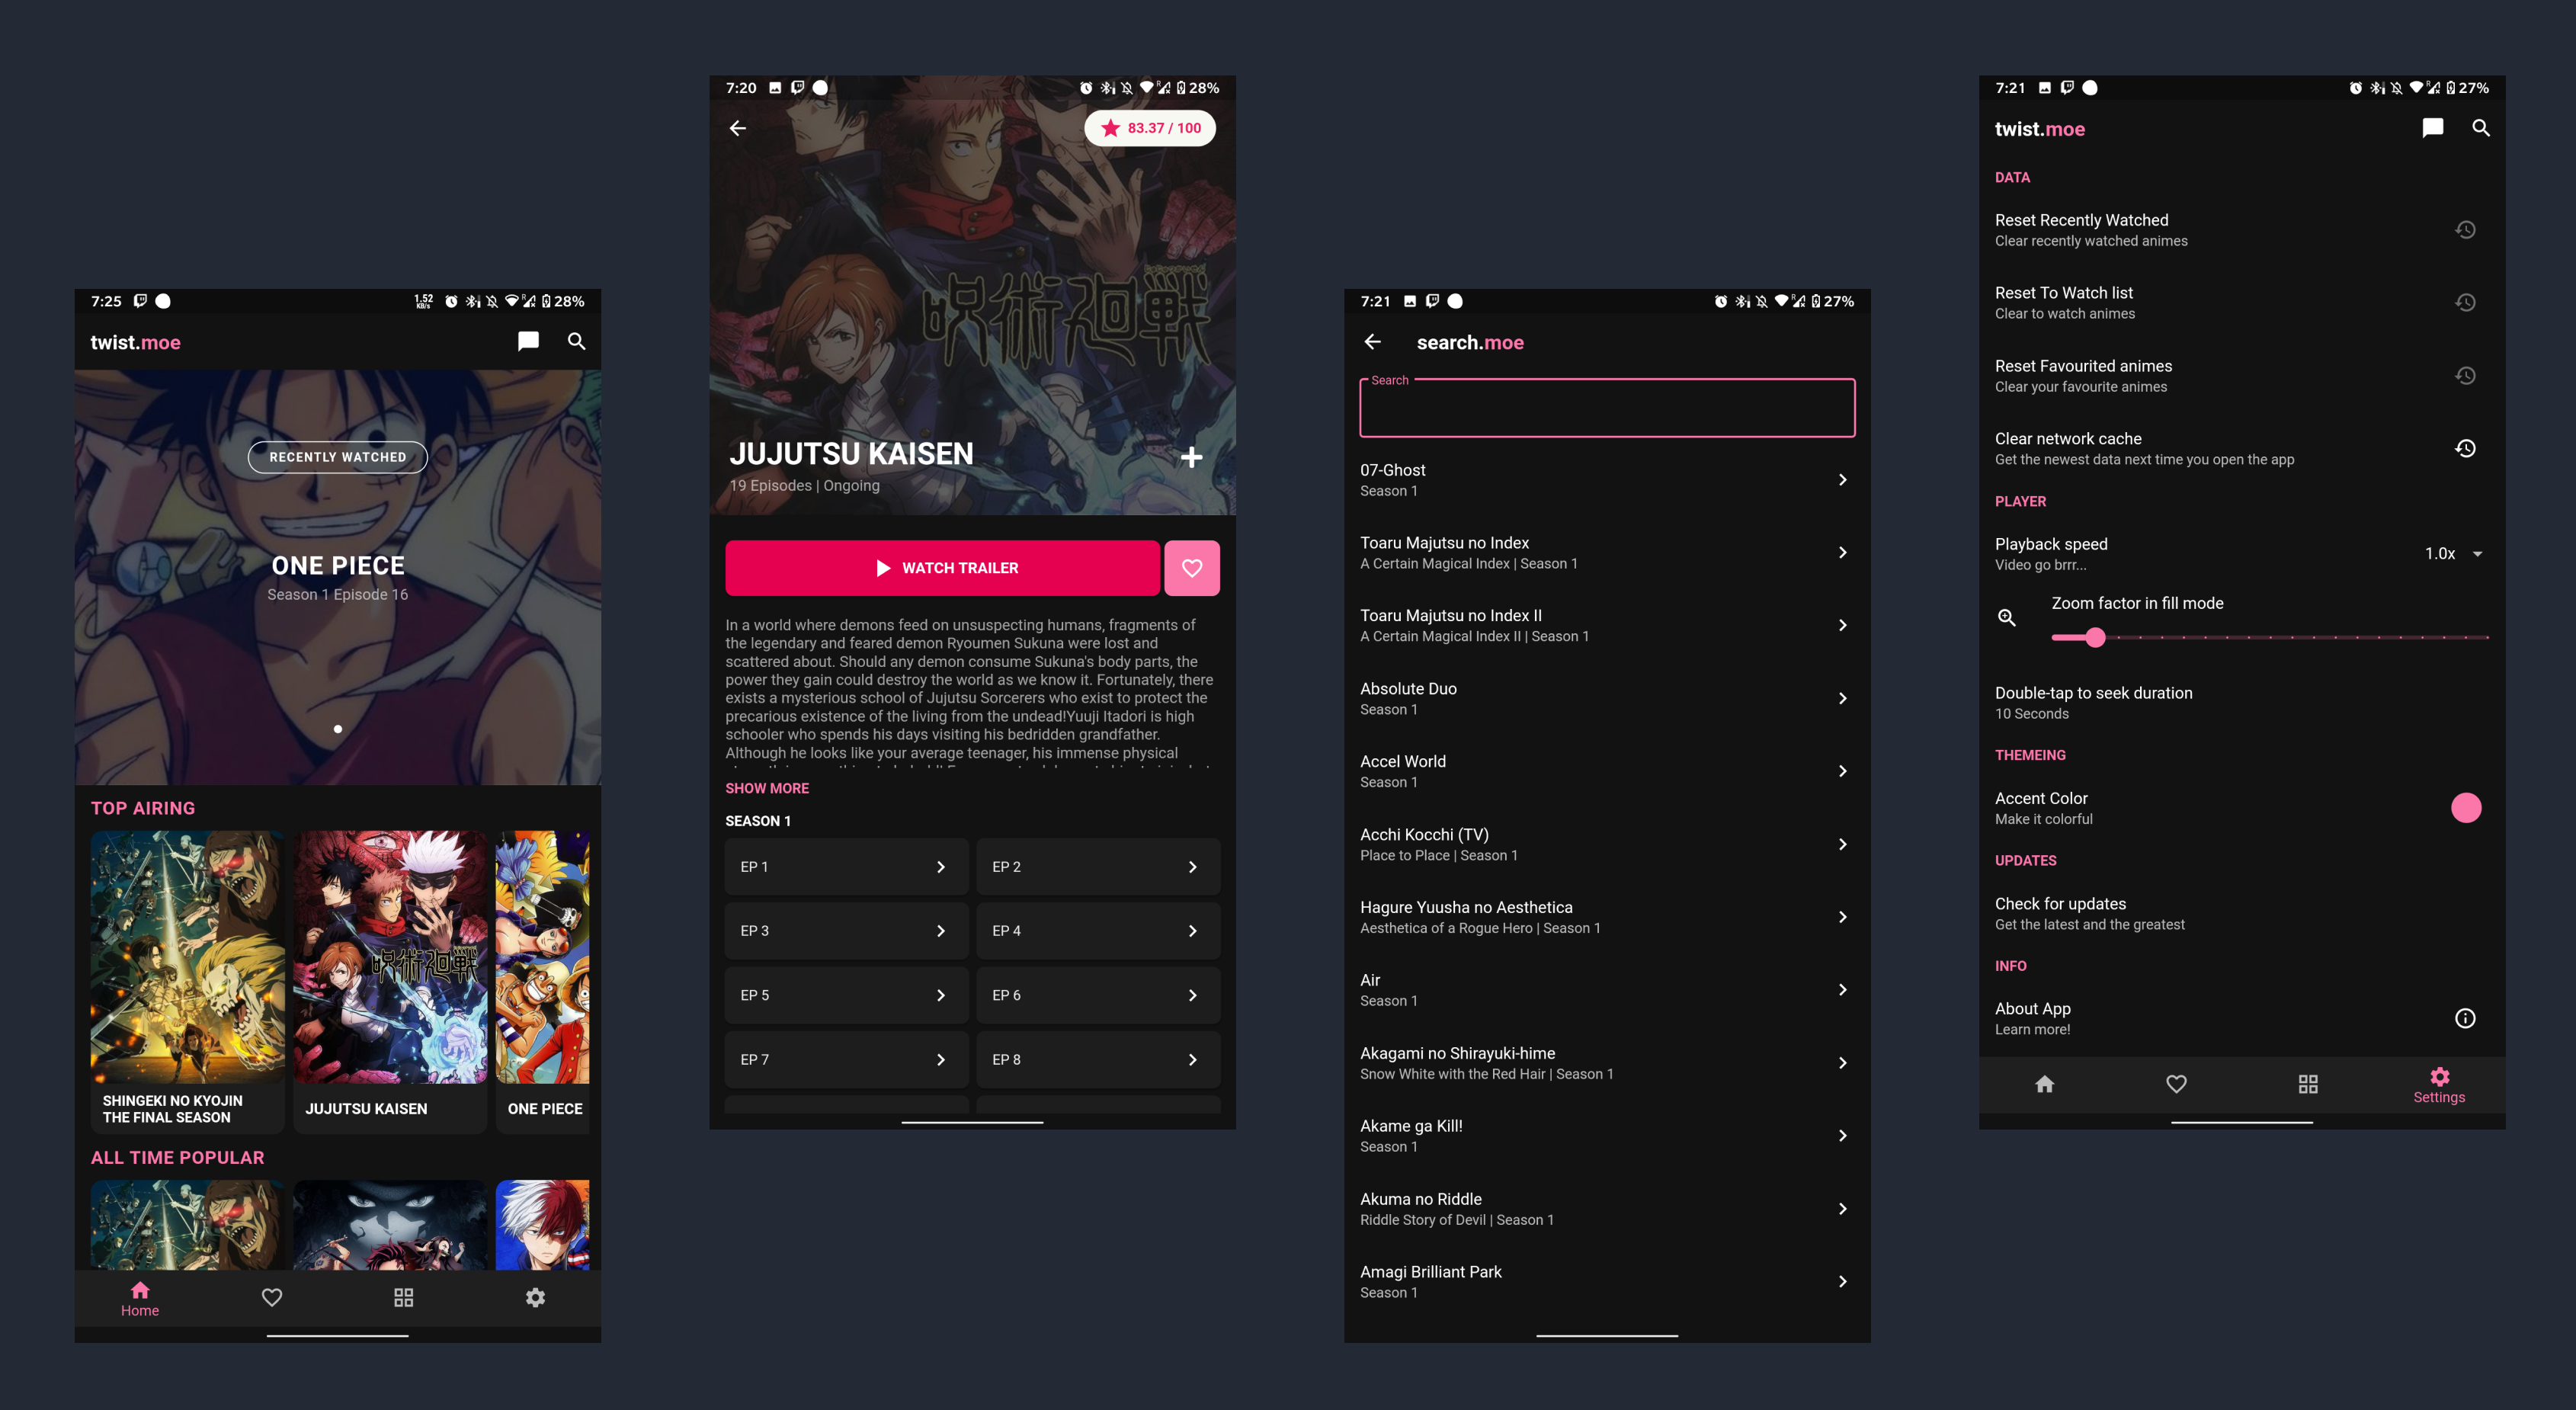 7:25
1.52
KB/s
28%
twist.moe
RECENTLY WATCHED
ONE PIECE
Season 1 Episode 16
TOP AIRING
呪術廻戦
SHINGEKI NO KYOJIN
THE FINAL SEASON
JUJUTSU KAISEN
ONE PIECE
ALL TIME POPULAR
Home
7:20
R
28%
83.37 / 100
呪術廻戦
JUJUTSU KAISEN
19 Episodes | Ongoing
WATCH TRAILER
In a world where demons feed on unsuspecting humans, fragments of
the legendary and feared demon Ryoumen Sukuna were lost and
scattered about. Should any demon consume Sukuna's body parts, the
power they gain could destroy the world as we know it. Fortunately, there
exists a mysterious school of Jujutsu Sorcerers who exist to protect the
precarious existence of the living from the undead!Yuuji Itadori is high
schooler who spends his days visiting his bedridden grandfather.
Although he looks like your average teenager, his immense physical
SHOW MORE
SEASON 1
EP 1
EP 2
EP 3
EP 4
EP 5
EP 6
EP 7
EP 8
7:21
R
27%
search.moe
Search
07-Ghost
Season 1
Toaru Majutsu no Index
A Certain Magical Index | Season 1
Toaru Majutsu no Index II
A Certain Magical Index II | Season 1
Absolute Duo
Season 1
Accel World
Season 1
Acchi Kocchi (TV)
Place to Place | Season 1
Hagure Yuusha no Aesthetica
Aesthetica of a Rogue Hero | Season 1
Air
Season 1
Akagami no Shirayuki-hime
Snow White with the Red Hair | Season 1
Akame ga Kill!
Season 1
Akuma no Riddle
Riddle Story of Devil | Season 1
Amagi Brilliant Park
Season 1
7:21
R
27%
twist.moe
DATA
Reset Recently Watched
Clear recently watched animes
Reset To Watch list
Clear to watch animes
Reset Favourited animes
Clear your favourite animes
Clear network cache
Get the newest data next time you open the app
PLAYER
Playback speed
Video go brrr...
1.0x
Zoom factor in fill mode
Double-tap to seek duration
10 Seconds
THEMEING
Accent Color
Make it colorful
UPDATES
Check for updates
Get the latest and the greatest
INFO
About App
Learn more!
Settings